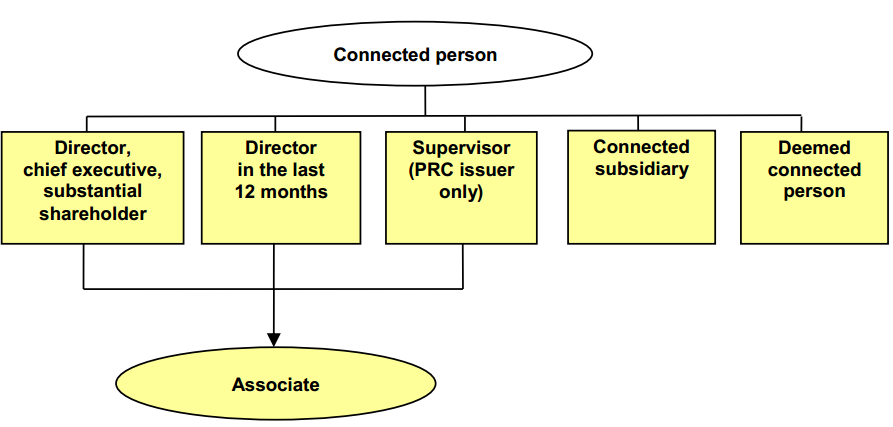 Connected person
Director,
chief executive,
substantial
shareholder
Director
in the last
12 months
Supervisor
(PRC issuer
only)
Connected
subsidiary
Deemed
connected
person
Associate